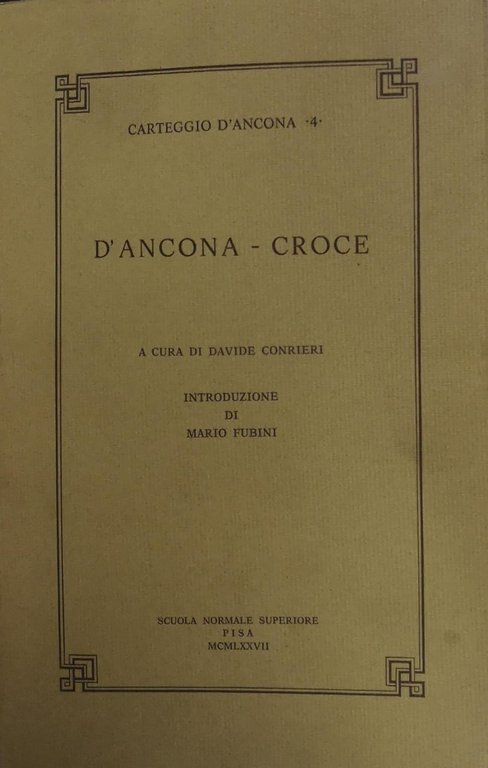 CARTEGGIO D'ANCONA ·4·
D'ANCONA - CROCE
A CURA DI DAVIDE CONRIERI
INTRODUZIONE
DI
MARIO FUBINI
SCUOLA NORMALE SUPERIORE
PISA
MCMLXXVII